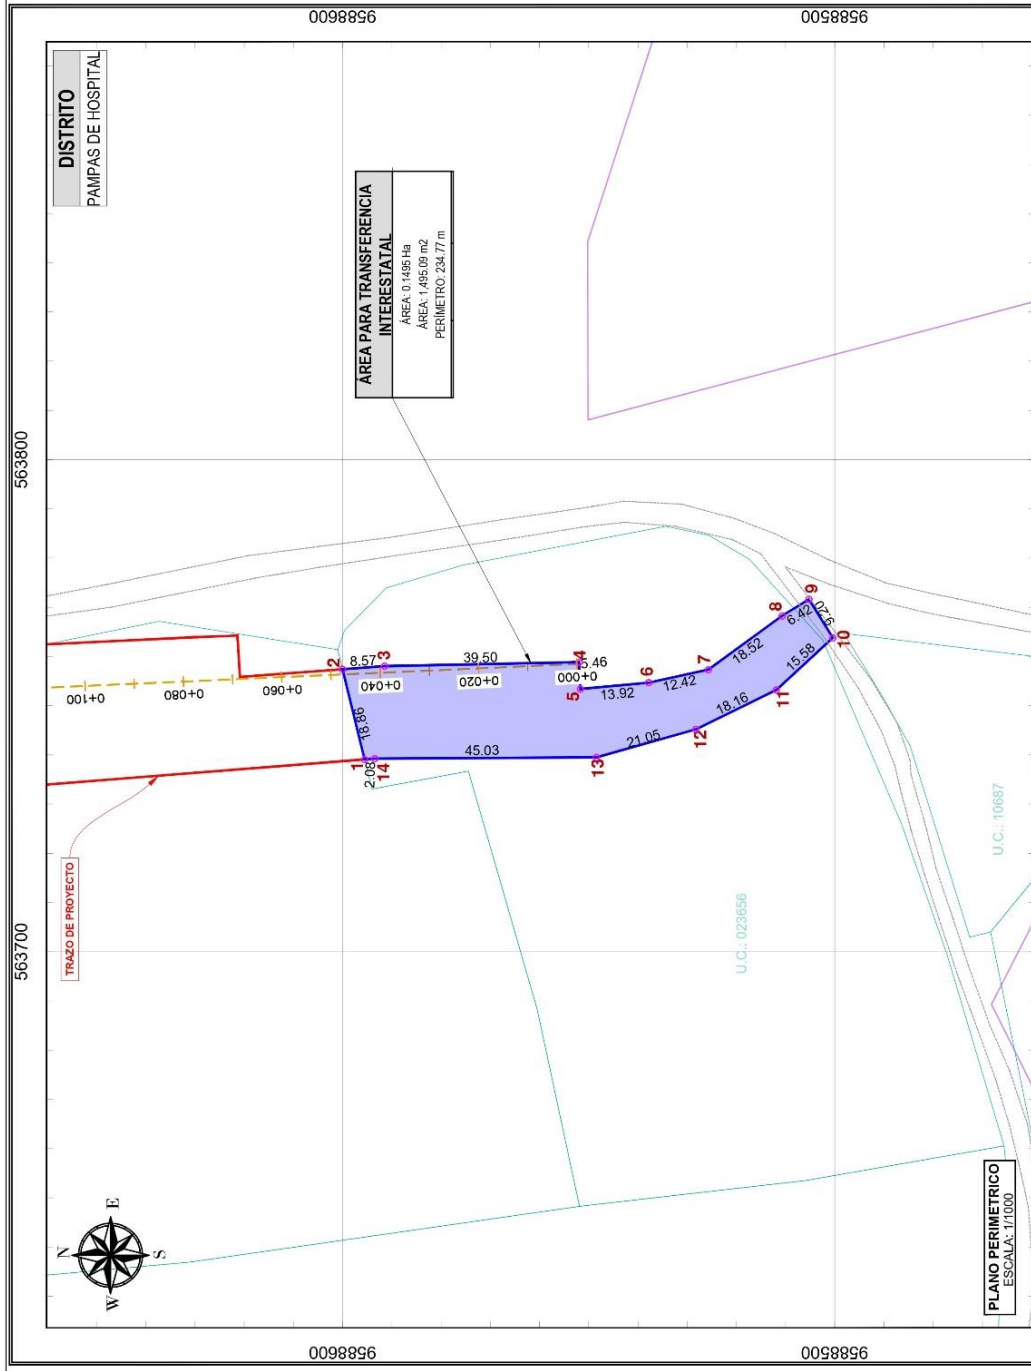 9588600
9588500
DISTRITO
PAMPAS DE HOSPITAL
ÁREA PARA TRANSFERENCIA
INTERESTATAL
ÁREA: 0.1495 Ha
ÁREA: 1,495.09 m2
PERÍMETRO: 234.77 m
563800
563700
0+100
0+080
0+060
0+040
0+020
0+000
TRAZO DE PROYECTO
1
2
3
4
5
6
7
8
9
10
11
12
13
14
18.86
8.57
39.50
5.46
13.92
12.42
18.52
6.42
9.20
15.58
18.16
21.05
45.03
2.08
U.C.: 023656
U.C.: 10687
N
E
S
W
PLANO PERIMETRICO
ESCALA: 1/1000
9588600
9588500